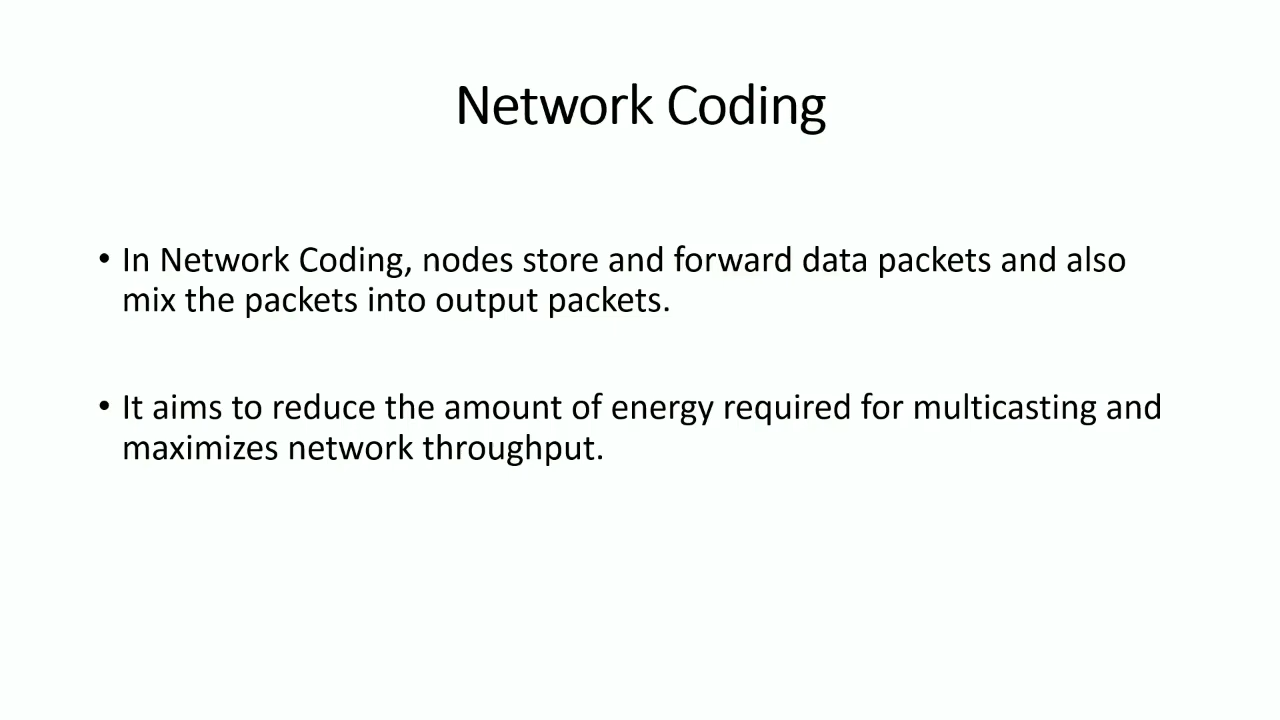 Network Coding
• In Network Coding, nodes store and forward data packets and also
mix the packets into output packets.
• It aims to reduce the amount of energy required for multicasting and
maximizes network throughput.